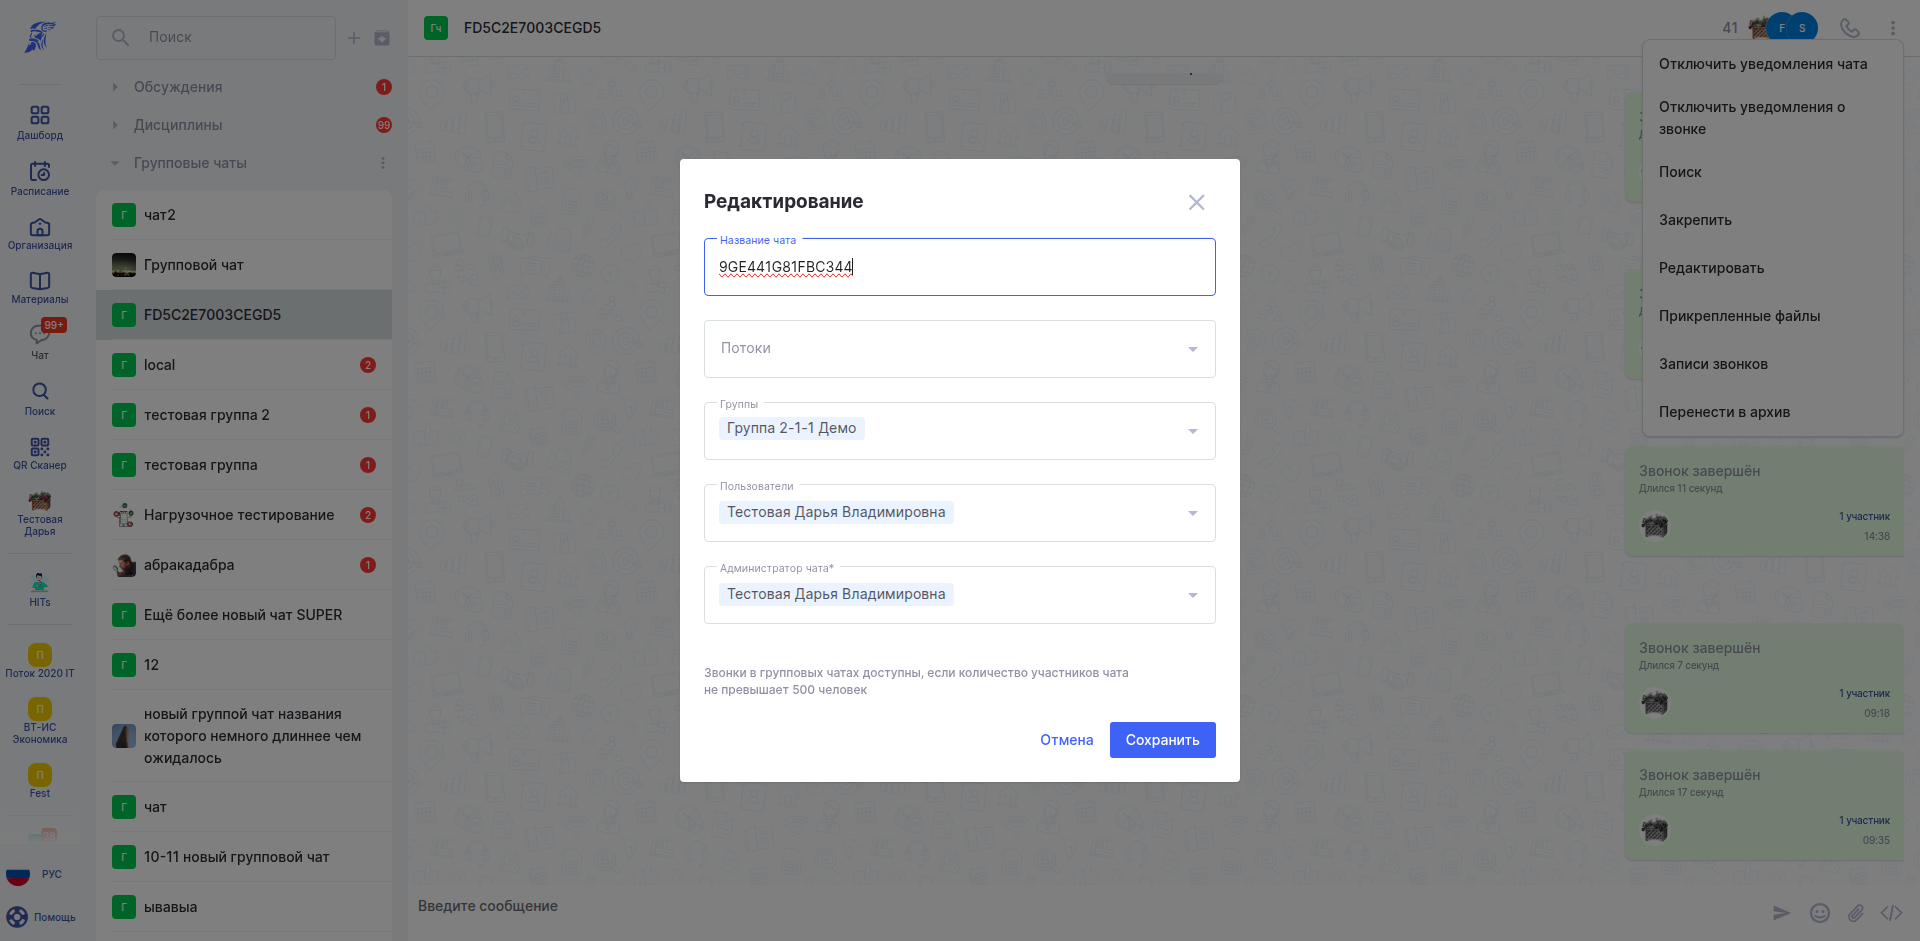 Поиск
Дашборд
Расписание
Организация
Материалы
99+
Чат
Поиск
QR Сканер
Тестовая
Дарья
HITs
П
Поток 2020 IT
П
ВТ-ИС
Экономика
П
Fest
РУС
Помощь
Обсуждения
1
Дисциплины
99
Групповые чаты
Г
чат2
Групповой чат
Г
FD5C2E7003CEGD5
Г
local
2
Г
тестовая группа 2
1
Г
тестовая группа
1
Нагрузочное тестирование
2
абракадабра
1
Г
Ещё более новый чат SUPER
Г
12
новый группой чат названия
которого немного длиннее чем
ожидалось
Г
чат
Г
10-11 новый групповой чат
Г
ывавыа
Гч
FD5C2E7003CEGD5
41
F
S
Отключить уведомления чата
Отключить уведомления о
звонке
Поиск
Закрепить
Редактировать
Прикрепленные файлы
Записи звонков
Перенести в архив
Звонок завершён
Длился 11 секунд
1 участник
14:38
Звонок завершён
Длился 7 секунд
1 участник
09:18
Звонок завершён
Длился 17 секунд
1 участник
09:35
Введите сообщение
Редактирование
Название чата
9GE441G81FBC344
Потоки
Группы
Группа 2-1-1 Демо
Пользователи
Тестовая Дарья Владимировна
Администратор чата*
Тестовая Дарья Владимировна
Звонки в групповых чатах доступны, если количество участников чата
не превышает 500 человек
Отмена
Сохранить